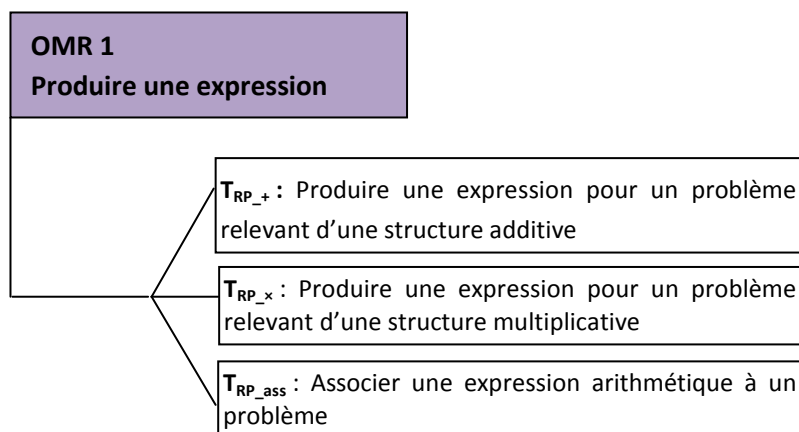 OMR 1
Produire une expression
T_RP_+ : Produire une expression pour un problème
relevant d'une structure additive
T_RP_× : Produire une expression pour un problème
relevant d'une structure multiplicative
T_RP_ass : Associer une expression arithmétique à un
problème